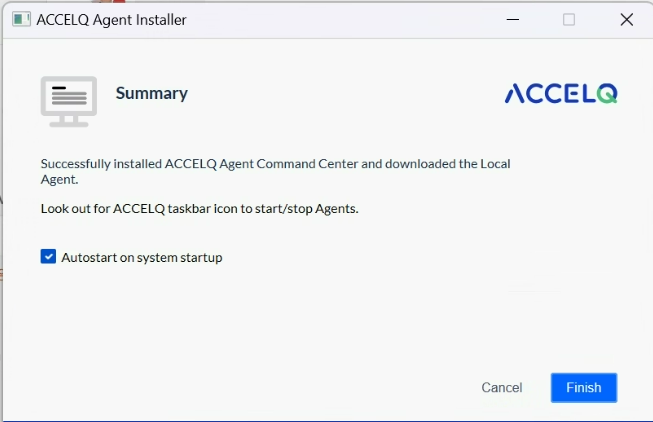 ACCELQ Agent Installer
Summary
ACCELQ
Successfully installed ACCELQ Agent Command Center and downloaded the Local
Agent.
Look out for ACCELQ taskbar icon to start/stop Agents.
Autostart on system startup
Cancel
Finish